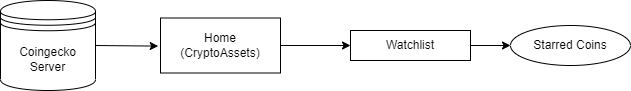 Coingecko
Server
Home
(CryptoAssets)
Watchlist
Starred Coins